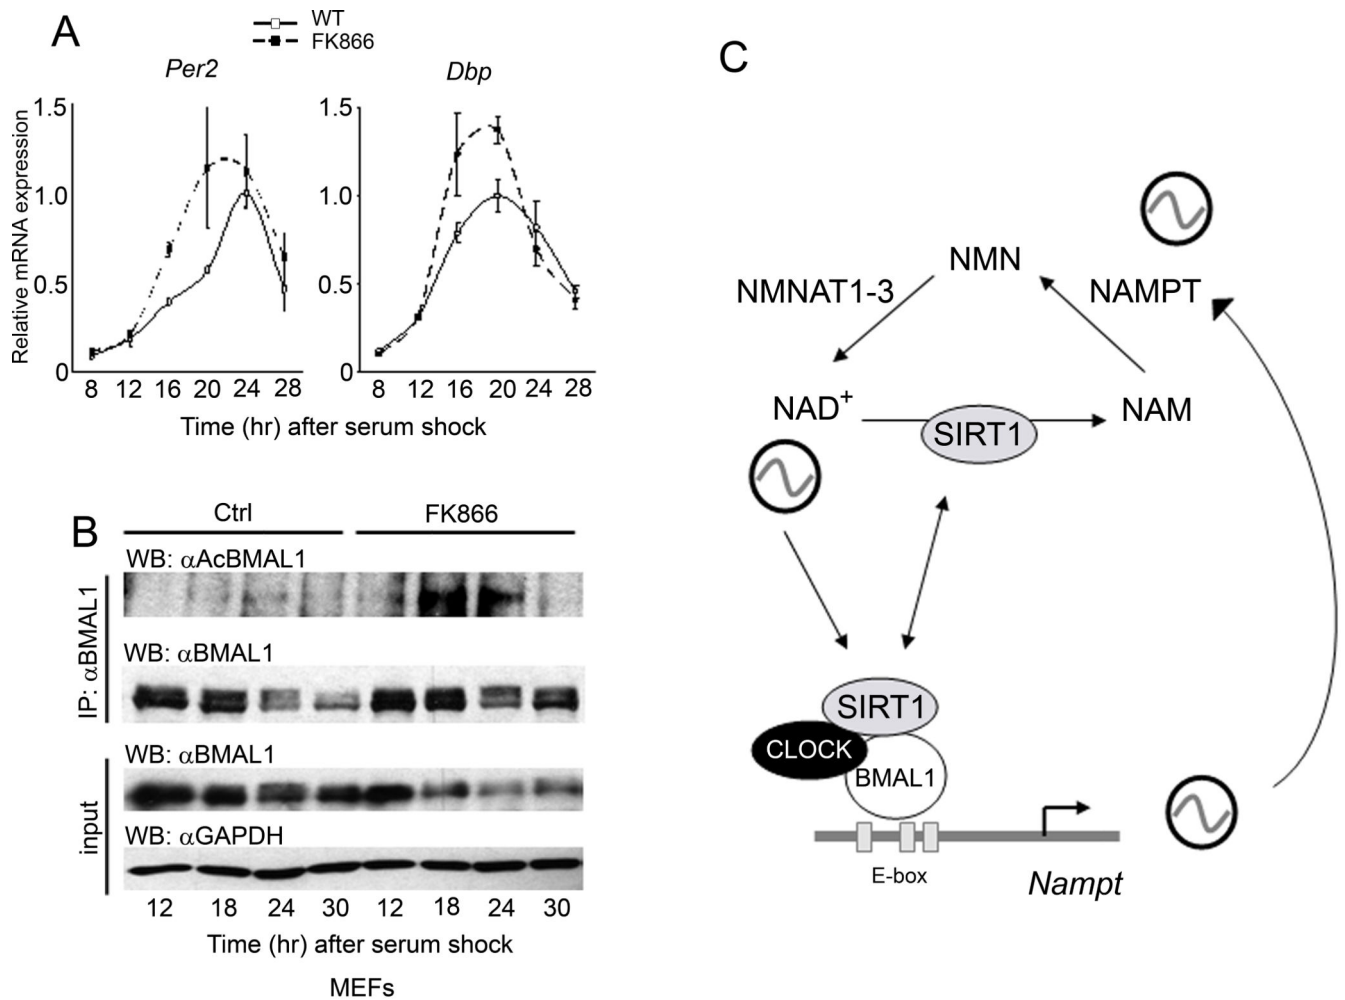 A
WT
FK866
Per2
Dbp
Relative mRNA expression
1.5
1.0
0.5
0
8 12 16 20 24 28
1.5
1.0
0.5
0
8 12 16 20 24 28
Time (hr) after serum shock
B
Ctrl
FK866
IP: αBMAL1
WB: αAcBMAL1
WB: αBMAL1
input
WB: αBMAL1
WB: αGAPDH
12 18 24 30 12 18 24 30
Time (hr) after serum shock
MEFs
C
NMN
NMNAT1-3
NAMPT
NAD+
SIRT1
NAM
SIRT1
CLOCK
BMAL1
E-box
Nampt